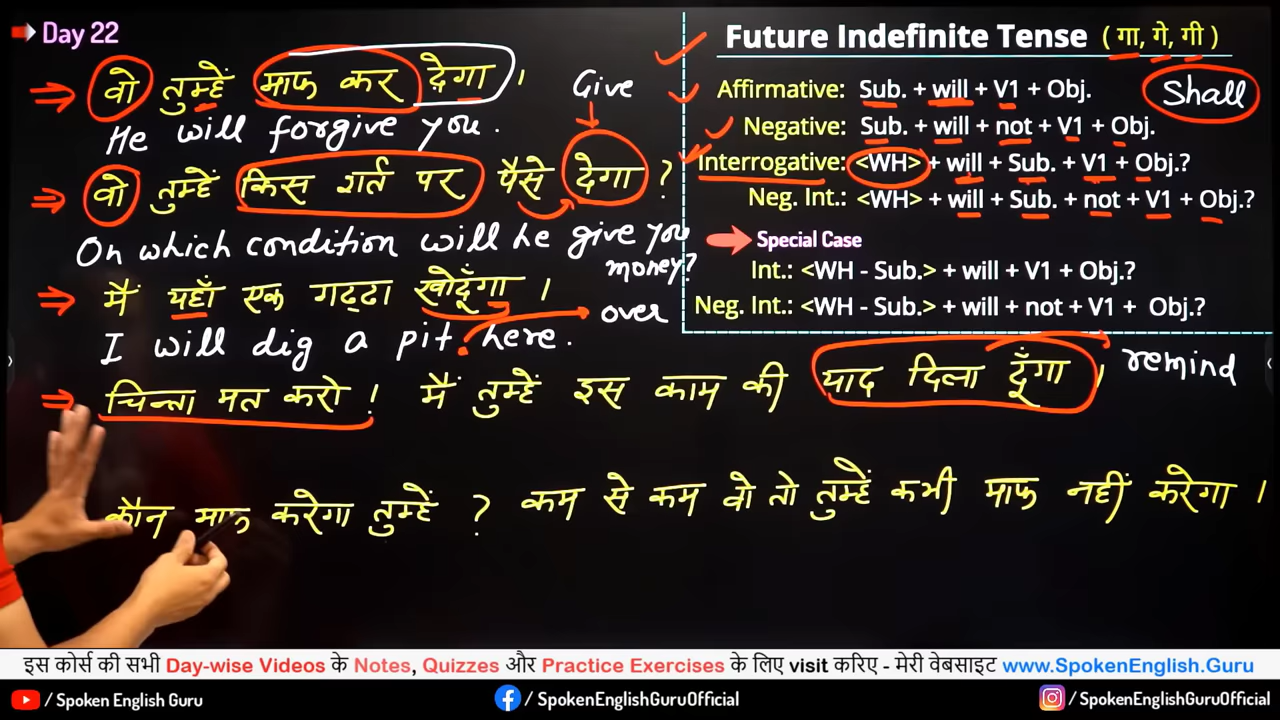 Day 22
वो तुम्हें माफ कर देगा ।
He will forgive you.
Give
वो तुम्हें किस शर्त पर पैसे देगा ?
On which condition will he give you money?
मैं यहाँ एक गद्दा खोदूँगा ।
over
I will dig a pit here.
चिन्ता मत करो ! मैं तुम्हें इस काम की याद दिला दूँगा ।
remind
कौन माफ करेगा तुम्हें ? कम से कम वो तो तुम्हें कभी माफ नहीं करेगा ।
Future Indefinite Tense ( गा, गे, गी )
Affirmative: Sub. + will + V1 + Obj.
Shall
Negative: Sub. + will + not + V1 + Obj.
Interrogative: <WH> + will + Sub. + V1 + Obj.?
Neg. Int.: <WH> + will + Sub. + not + V1 + Obj.?
Special Case
Int.: <WH - Sub.> + will + V1 + Obj.?
Neg. Int.: <WH - Sub.> + will + not + V1 + Obj.?
इस कोर्स की सभी Day-wise Videos के Notes, Quizzes और Practice Exercises के लिए visit करिए - मेरी वेबसाइट www.SpokenEnglish.Guru
/ Spoken English Guru
/ SpokenEnglishGuruOfficial
/ SpokenEnglishGuruOfficial